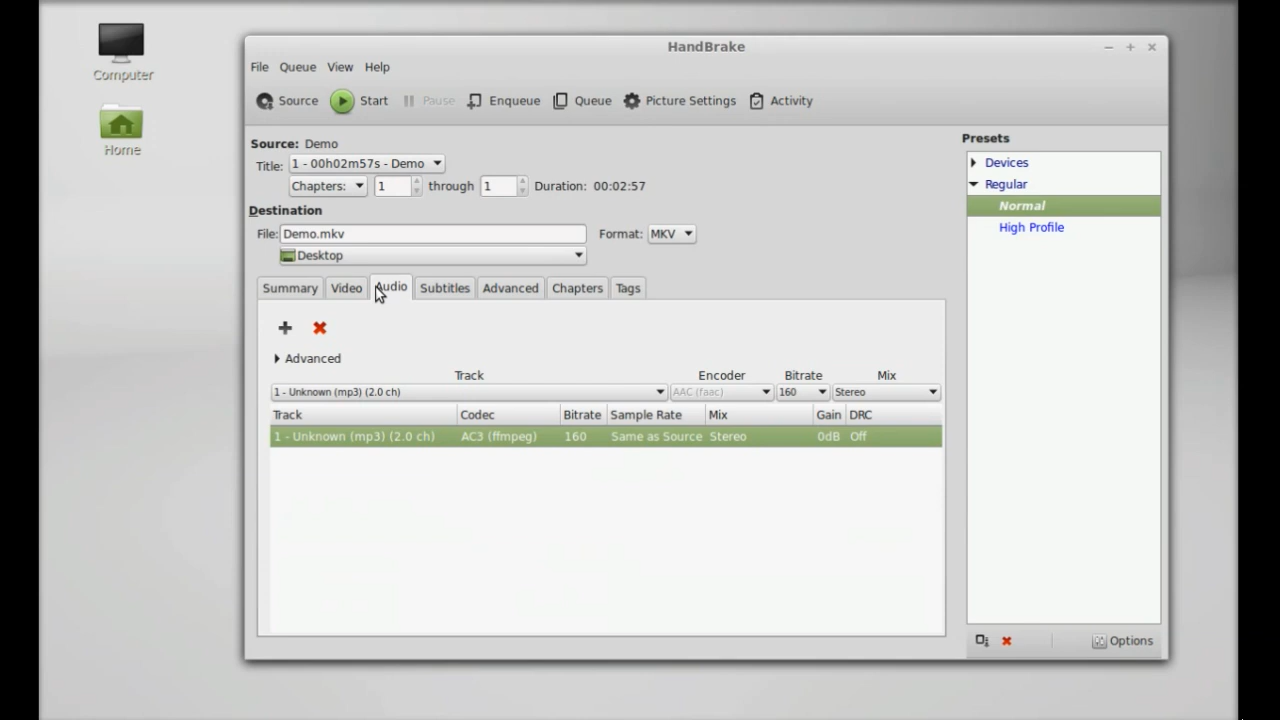 Computer
Home
HandBrake
File Queue View Help
Source Start Pause Enqueue Queue Picture Settings Activity
Source: Demo
Title: 1 - 00h02m57s - Demo
Chapters: 1 through 1 Duration: 00:02:57
Destination
File: Demo.mkv Format: MKV
Desktop
Summary Video Audio Subtitles Advanced Chapters Tags
Advanced
Track Encoder Bitrate Mix
1 - Unknown (mp3) (2.0 ch) AAC (faac) 160 Stereo
Track Codec Bitrate Sample Rate Mix Gain DRC
1 - Unknown (mp3) (2.0 ch) AC3 (ffmpeg) 160 Same as Source Stereo 0dB Off
Presets
Devices
Regular
Normal
High Profile
Options